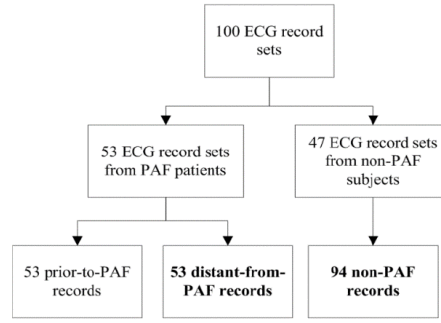 100 ECG record
sets
53 ECG record sets
from PAF patients
47 ECG record sets
from non-PAF
subjects
53 prior-to-PAF
records
53 distant-from-
PAF records
94 non-PAF
records